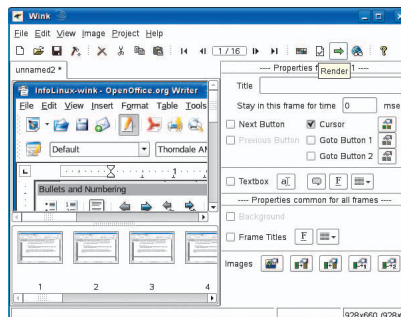 Wink
File Edit View Image Project Help
1 / 16
unnamed2 *
---- Properties f 1 ----
Render
Title
Stay in this frame for time 0 mse
Next Button Cursor
Previous Button Goto Button 1
Goto Button 2
Textbox
---- Properties common for all frames ----
Background
Frame Titles
Images
InfoLinux-wink - OpenOffice.org Writer
File Edit View Insert Format Table Tools
Default Thorndale AM
Bullets and Numbering
1 2 3 4
928x660 (928x